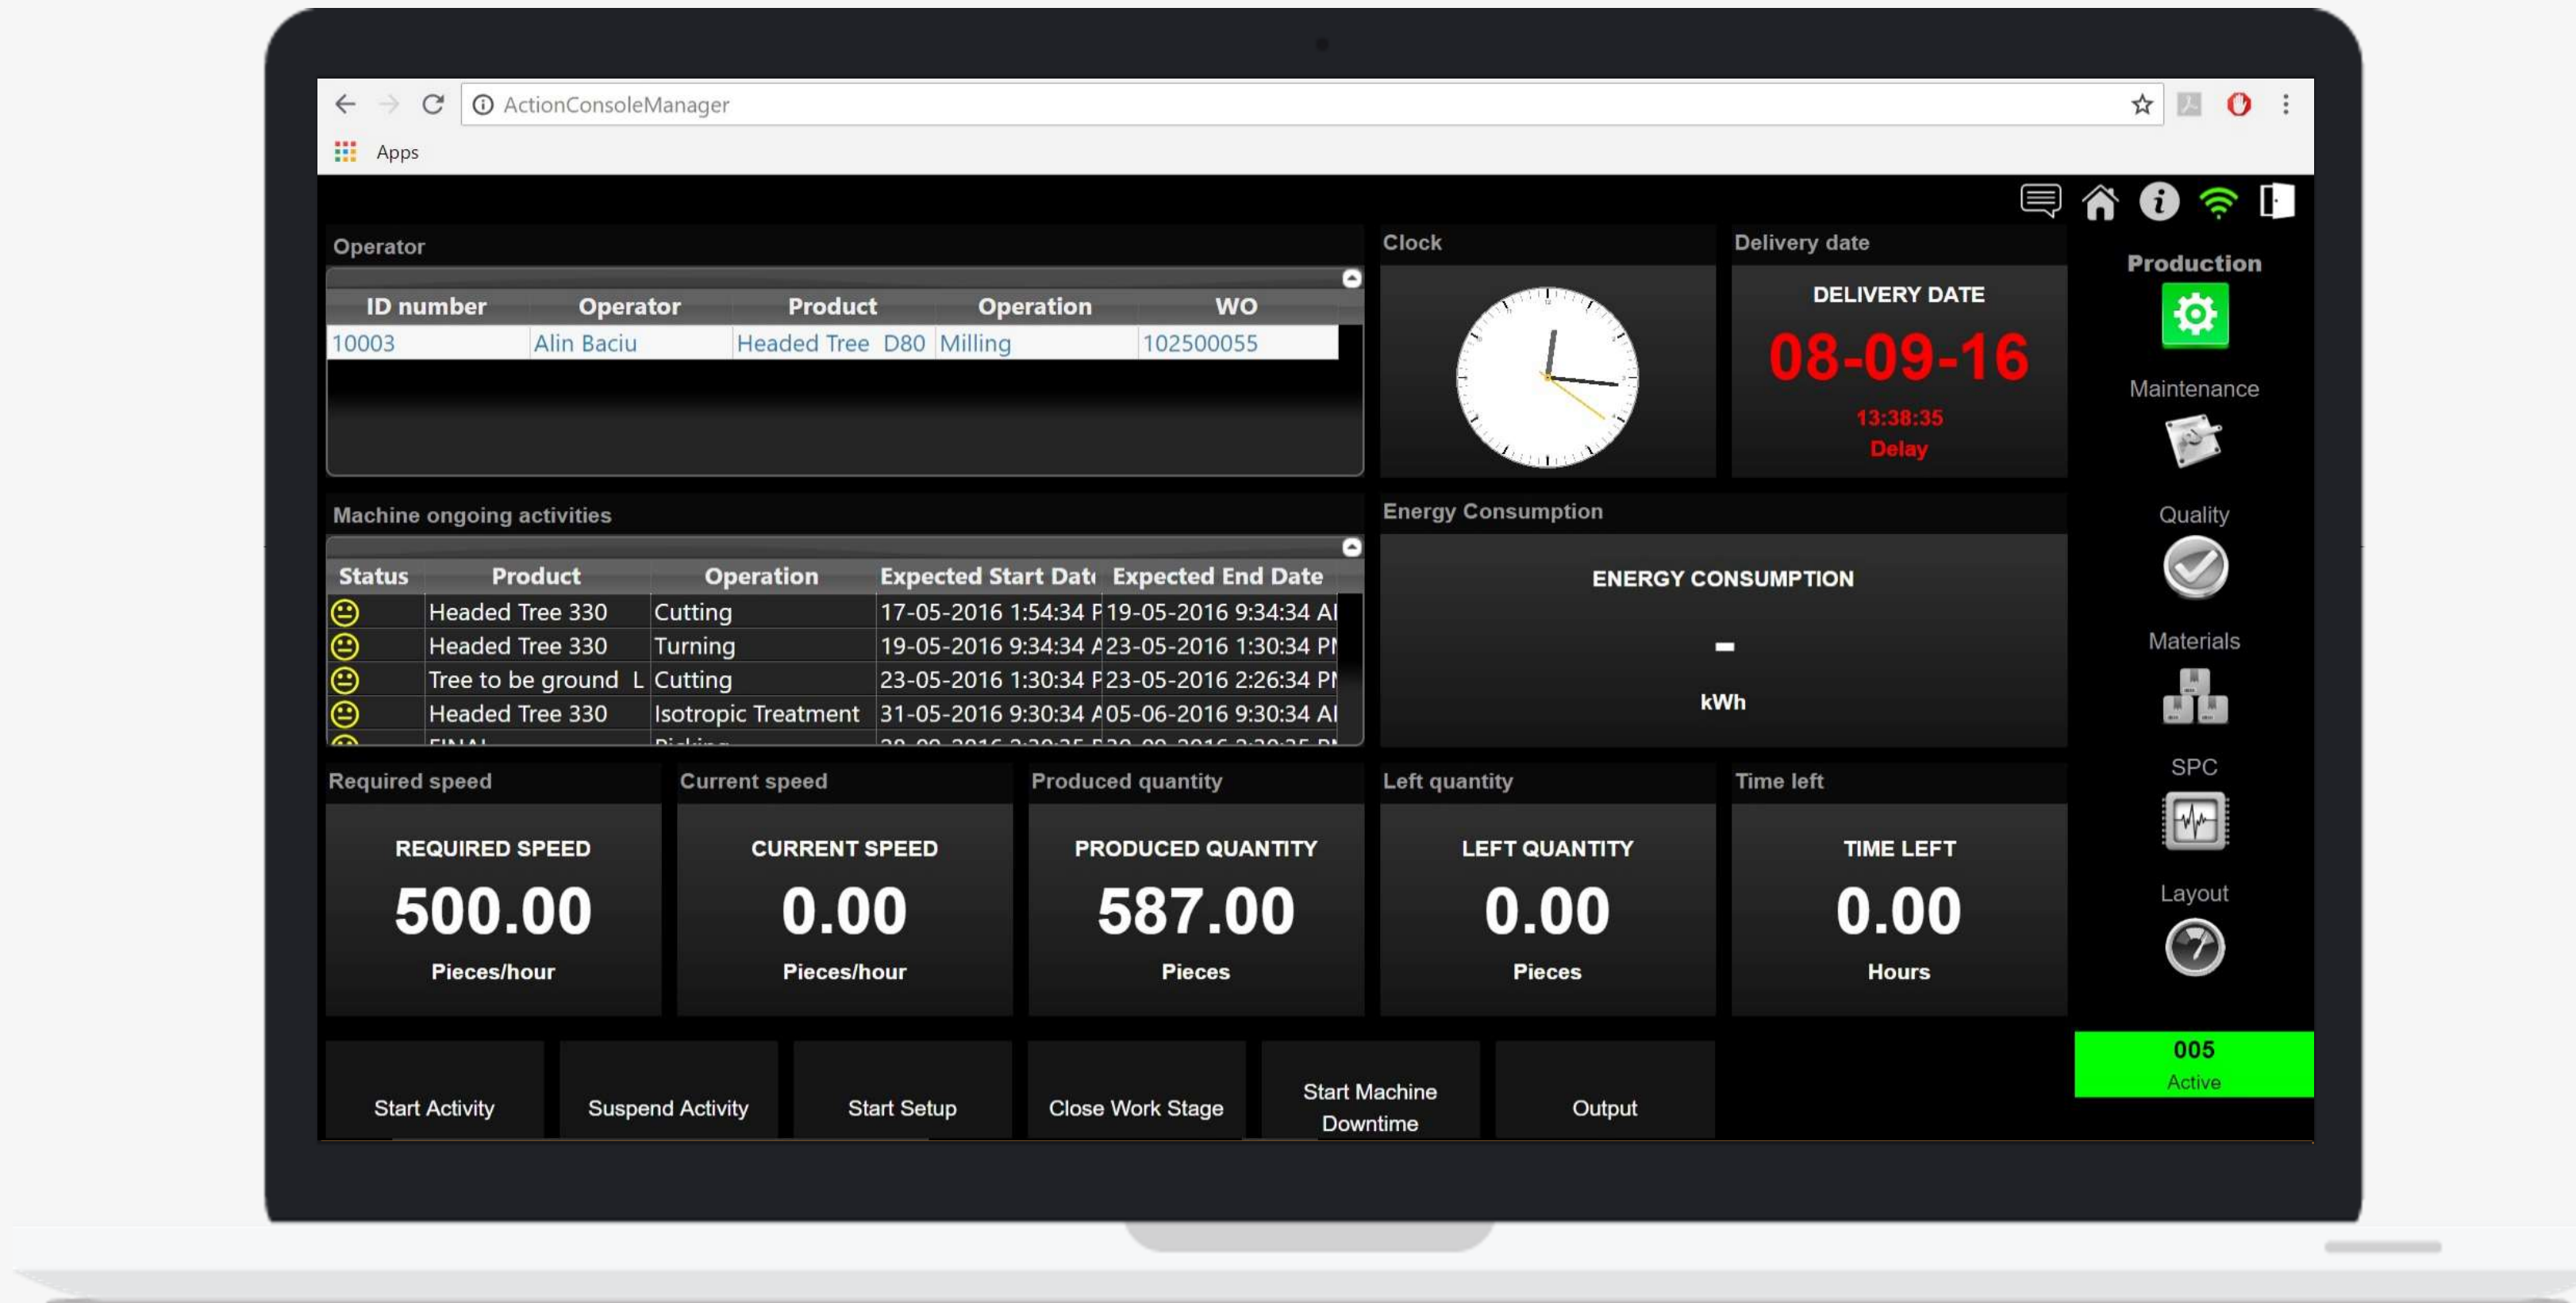 ActionConsoleManager
Apps
Operator
ID number Operator Product Operation WO
10003 Alin Baciu Headed Tree D80 Milling 102500055
Clock
Delivery date
DELIVERY DATE
08-09-16
13:38:35
Delay
Production
Maintenance
Quality
Materials
SPC
Layout
Machine ongoing activities
Status Product Operation Expected Start Date Expected End Date
Headed Tree 330 Cutting 17-05-2016 1:54:34 P 19-05-2016 9:34:34 AM
Headed Tree 330 Turning 19-05-2016 9:34:34 A 23-05-2016 1:30:34 PM
Tree to be ground L Cutting 23-05-2016 1:30:34 P 23-05-2016 2:26:34 PM
Headed Tree 330 Isotropic Treatment 31-05-2016 9:30:34 A 05-06-2016 9:30:34 AM
Energy Consumption
ENERGY CONSUMPTION
-
kWh
Required speed
REQUIRED SPEED
500.00
Pieces/hour
Current speed
CURRENT SPEED
0.00
Pieces/hour
Produced quantity
PRODUCED QUANTITY
587.00
Pieces
Left quantity
LEFT QUANTITY
0.00
Pieces
Time left
TIME LEFT
0.00
Hours
Start Activity
Suspend Activity
Start Setup
Close Work Stage
Start Machine
Downtime
Output
005
Active